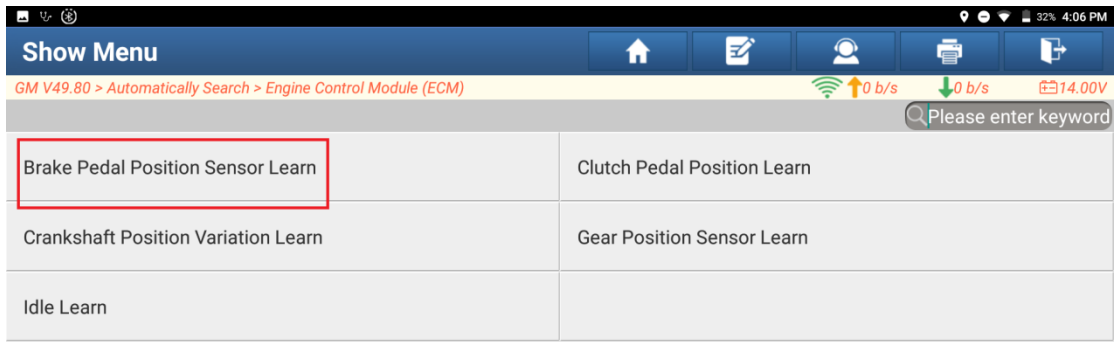 32% 4:06 PM
Show Menu
GM V49.80 > Automatically Search > Engine Control Module (ECM)
0 b/s
0 b/s
14.00V
Please enter keyword
Brake Pedal Position Sensor Learn
Clutch Pedal Position Learn
Crankshaft Position Variation Learn
Gear Position Sensor Learn
Idle Learn